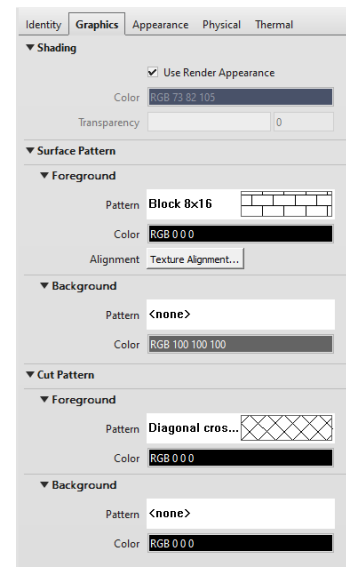 Identity Graphics Appearance Physical Thermal
Shading
Use Render Appearance
Color RGB 73 82 105
Transparency 0
Surface Pattern
Foreground
Pattern Block 8×16
Color RGB 0 0 0
Alignment Texture Alignment...
Background
Pattern <none>
Color RGB 100 100 100
Cut Pattern
Foreground
Pattern Diagonal cros...
Color RGB 0 0 0
Background
Pattern <none>
Color RGB 0 0 0